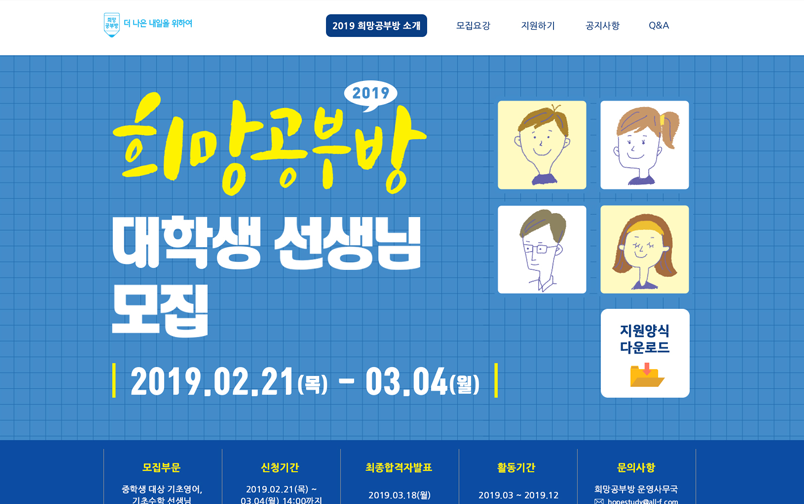 희망
공부방
더 나은 내일을 위하여
2019 희망공부방 소개
모집요강
지원하기
공지사항
Q&A
2019
희망공부방
대학생 선생님
모집
2019.02.21(목) - 03.04(월)
지원양식
다운로드
모집부문
중학생 대상 기초영어,
기초수학 선생님
신청기간
2019.02.21(목) ~
03.04(월) 14:00까지
최종합격자발표
2019.03.18(월)
활동기간
2019.03 ~ 2019.12
문의사항
희망공부방 운영사무국
hopestudy@all-f.com